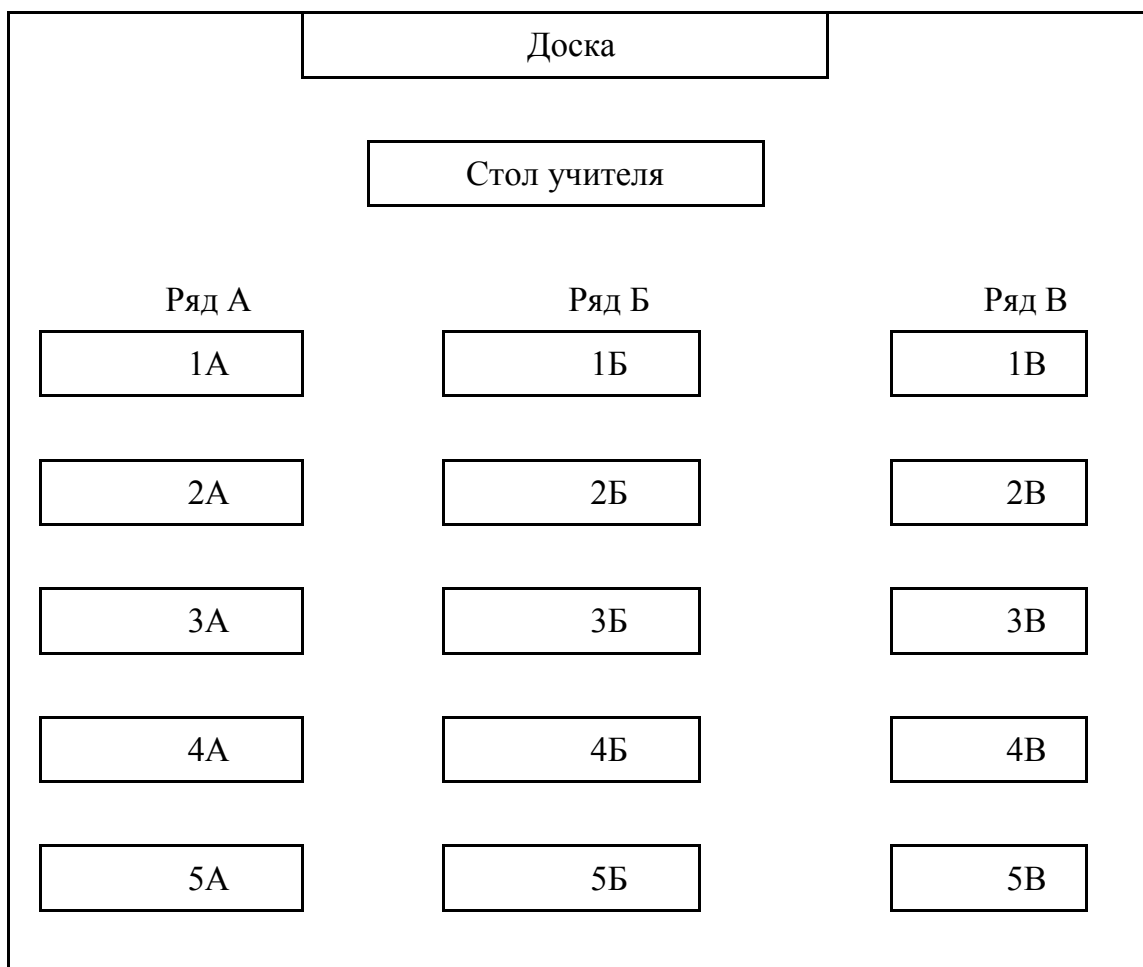 Доска
Стол учителя
Ряд А Ряд Б Ряд В
1А 1Б 1В
2А 2Б 2В
3А 3Б 3В
4А 4Б 4В
5А 5Б 5В